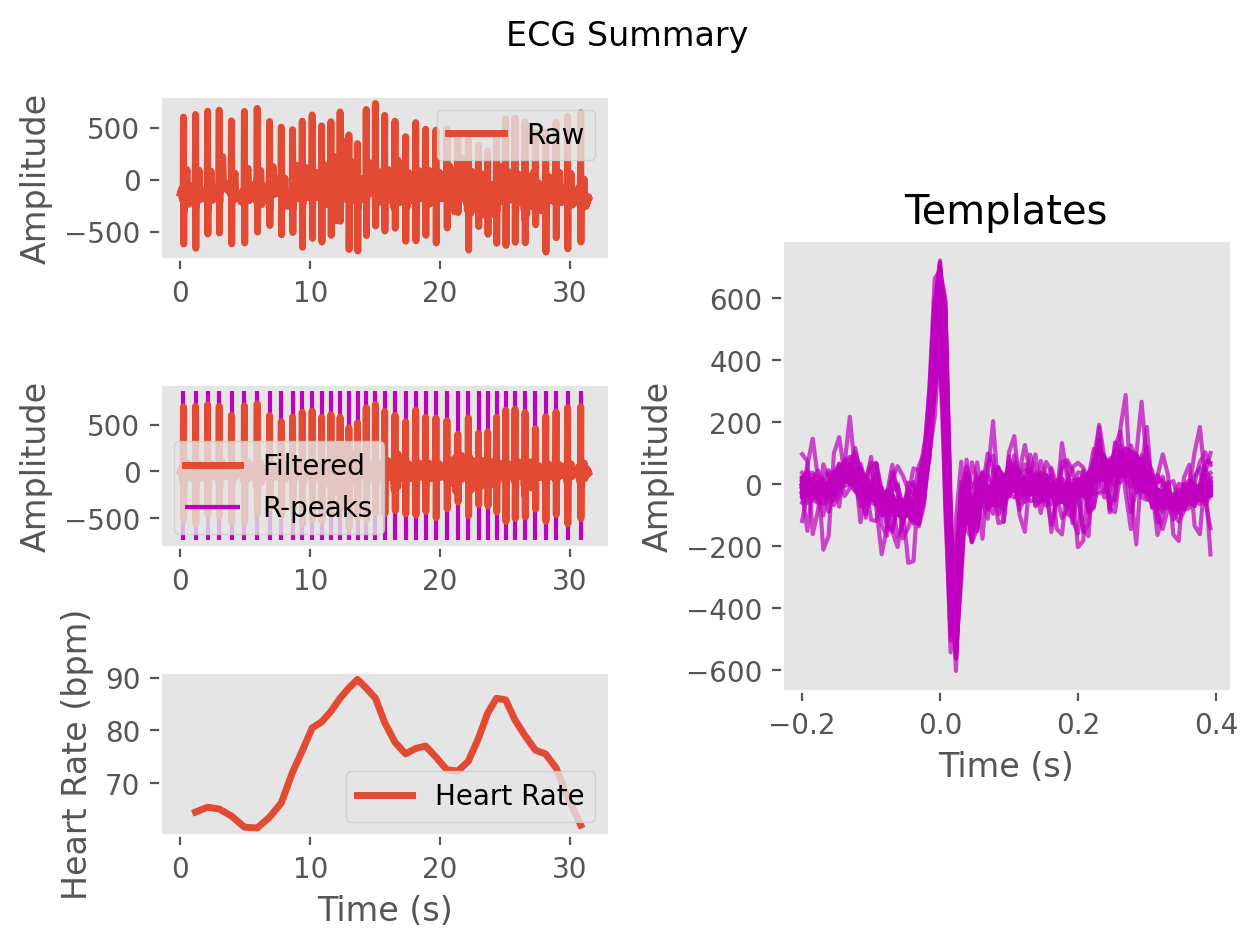 ECG Summary
Amplitude
500
0
−500
Raw
0 10 20 30
Amplitude
500
0
−500
Filtered
R-peaks
0 10 20 30
Heart Rate (bpm)
90
80
70
Heart Rate
0 10 20 30
Time (s)
Templates
Amplitude
600
400
200
0
−200
−400
−600
−0.2 0.0 0.2 0.4
Time (s)